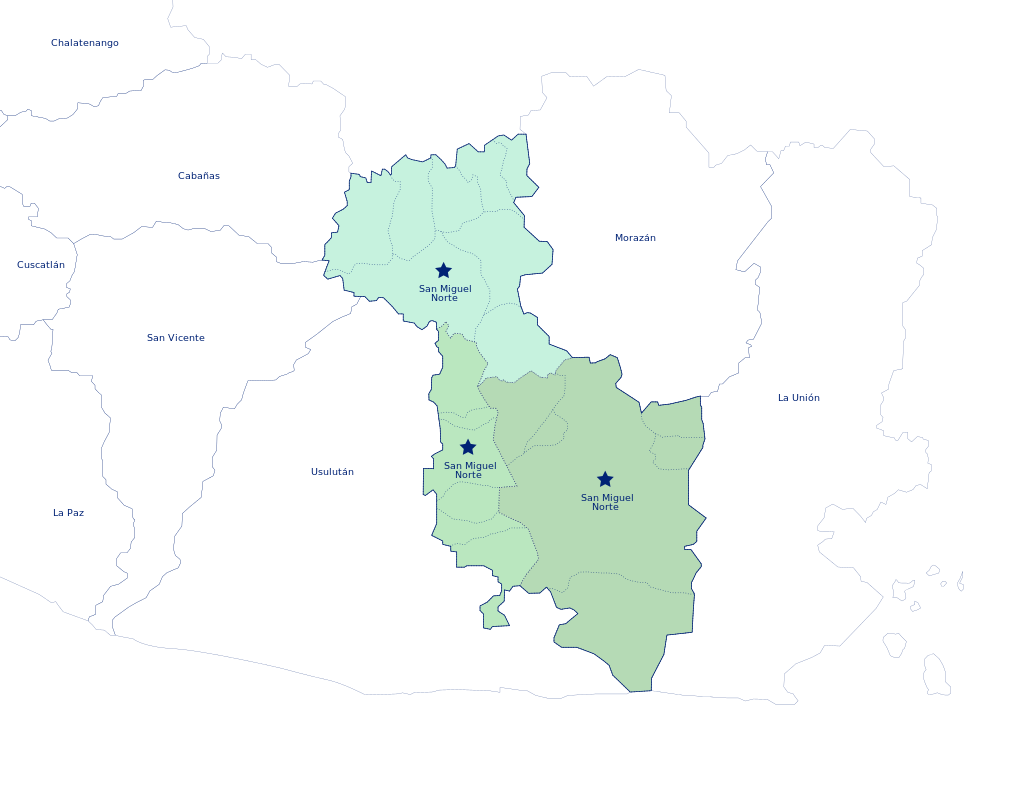 Chalatenango
Cabañas
Cuscatlán
Morazán
San Miguel
Norte
San Vicente
La Unión
Usulután
San Miguel
Norte
San Miguel
Norte
La Paz